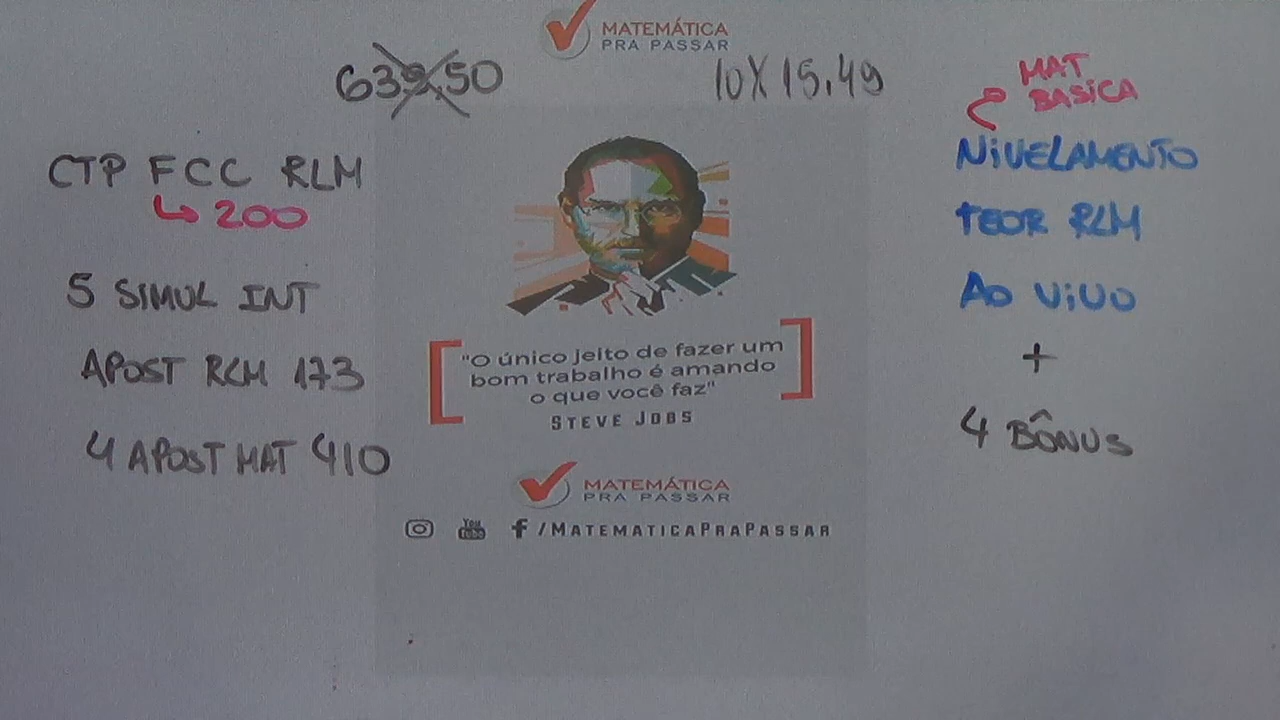 MATEMÁTICA
PRA PASSAR
639,50
10X 15,49
CTP FCC RLM
↳ 200
5 SIMUL INT
APOST RLM 173
4 APOST MAT 410
"O único jeito de fazer um
bom trabalho é amando
o que você faz"
STEVE JOBS
MATEMÁTICA
PRA PASSAR
You
Tube
f /MATEMATICAPRAPASSAR
MAT
BASICA
NIVELAMENTO
TEOR RLM
AO VIVO
+
4 BÔNUS